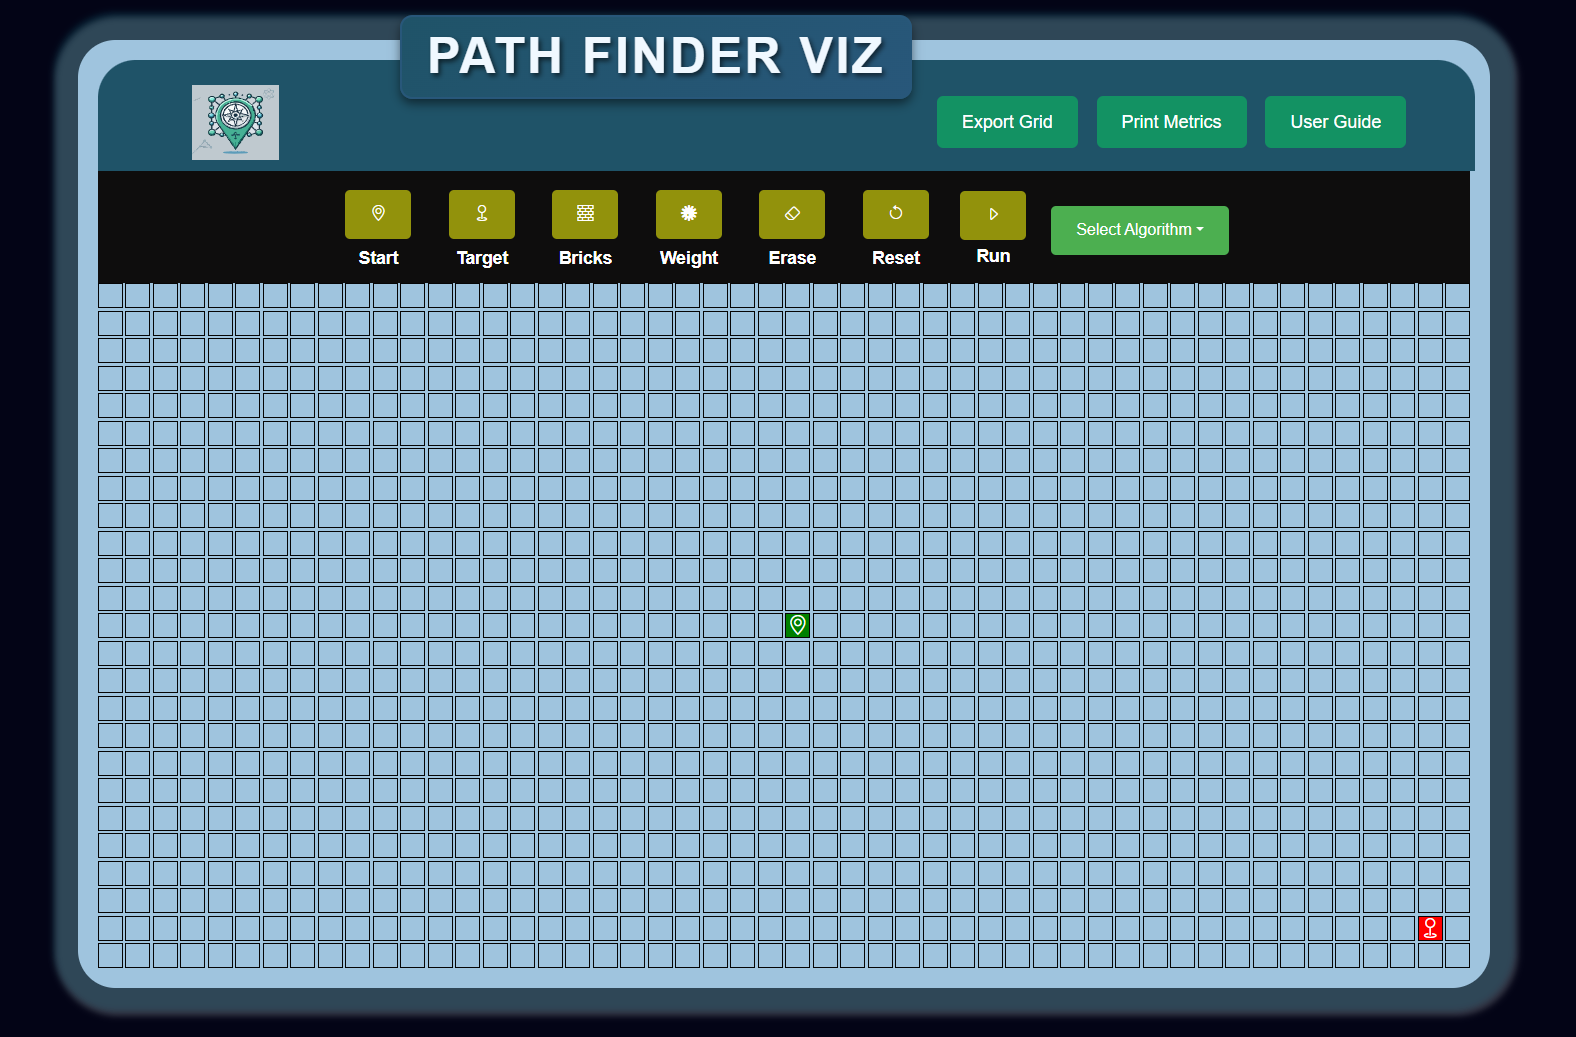 PATH FINDER VIZ
Export Grid
Print Metrics
User Guide
Start
Target
Bricks
Weight
Erase
Reset
Run
Select Algorithm